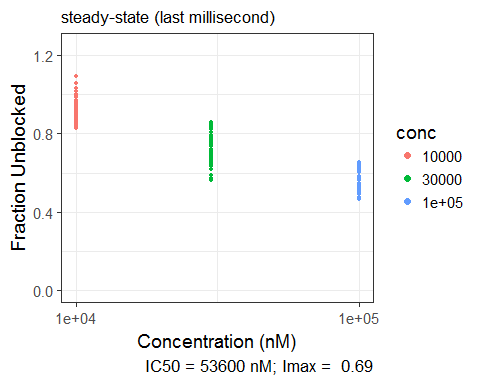 steady-state (last millisecond)
Fraction Unblocked
1.2
0.8
0.4
0.0
1e+04
1e+05
Concentration (nM)
IC50 = 53600 nM; Imax =  0.69
conc
10000
30000
1e+05